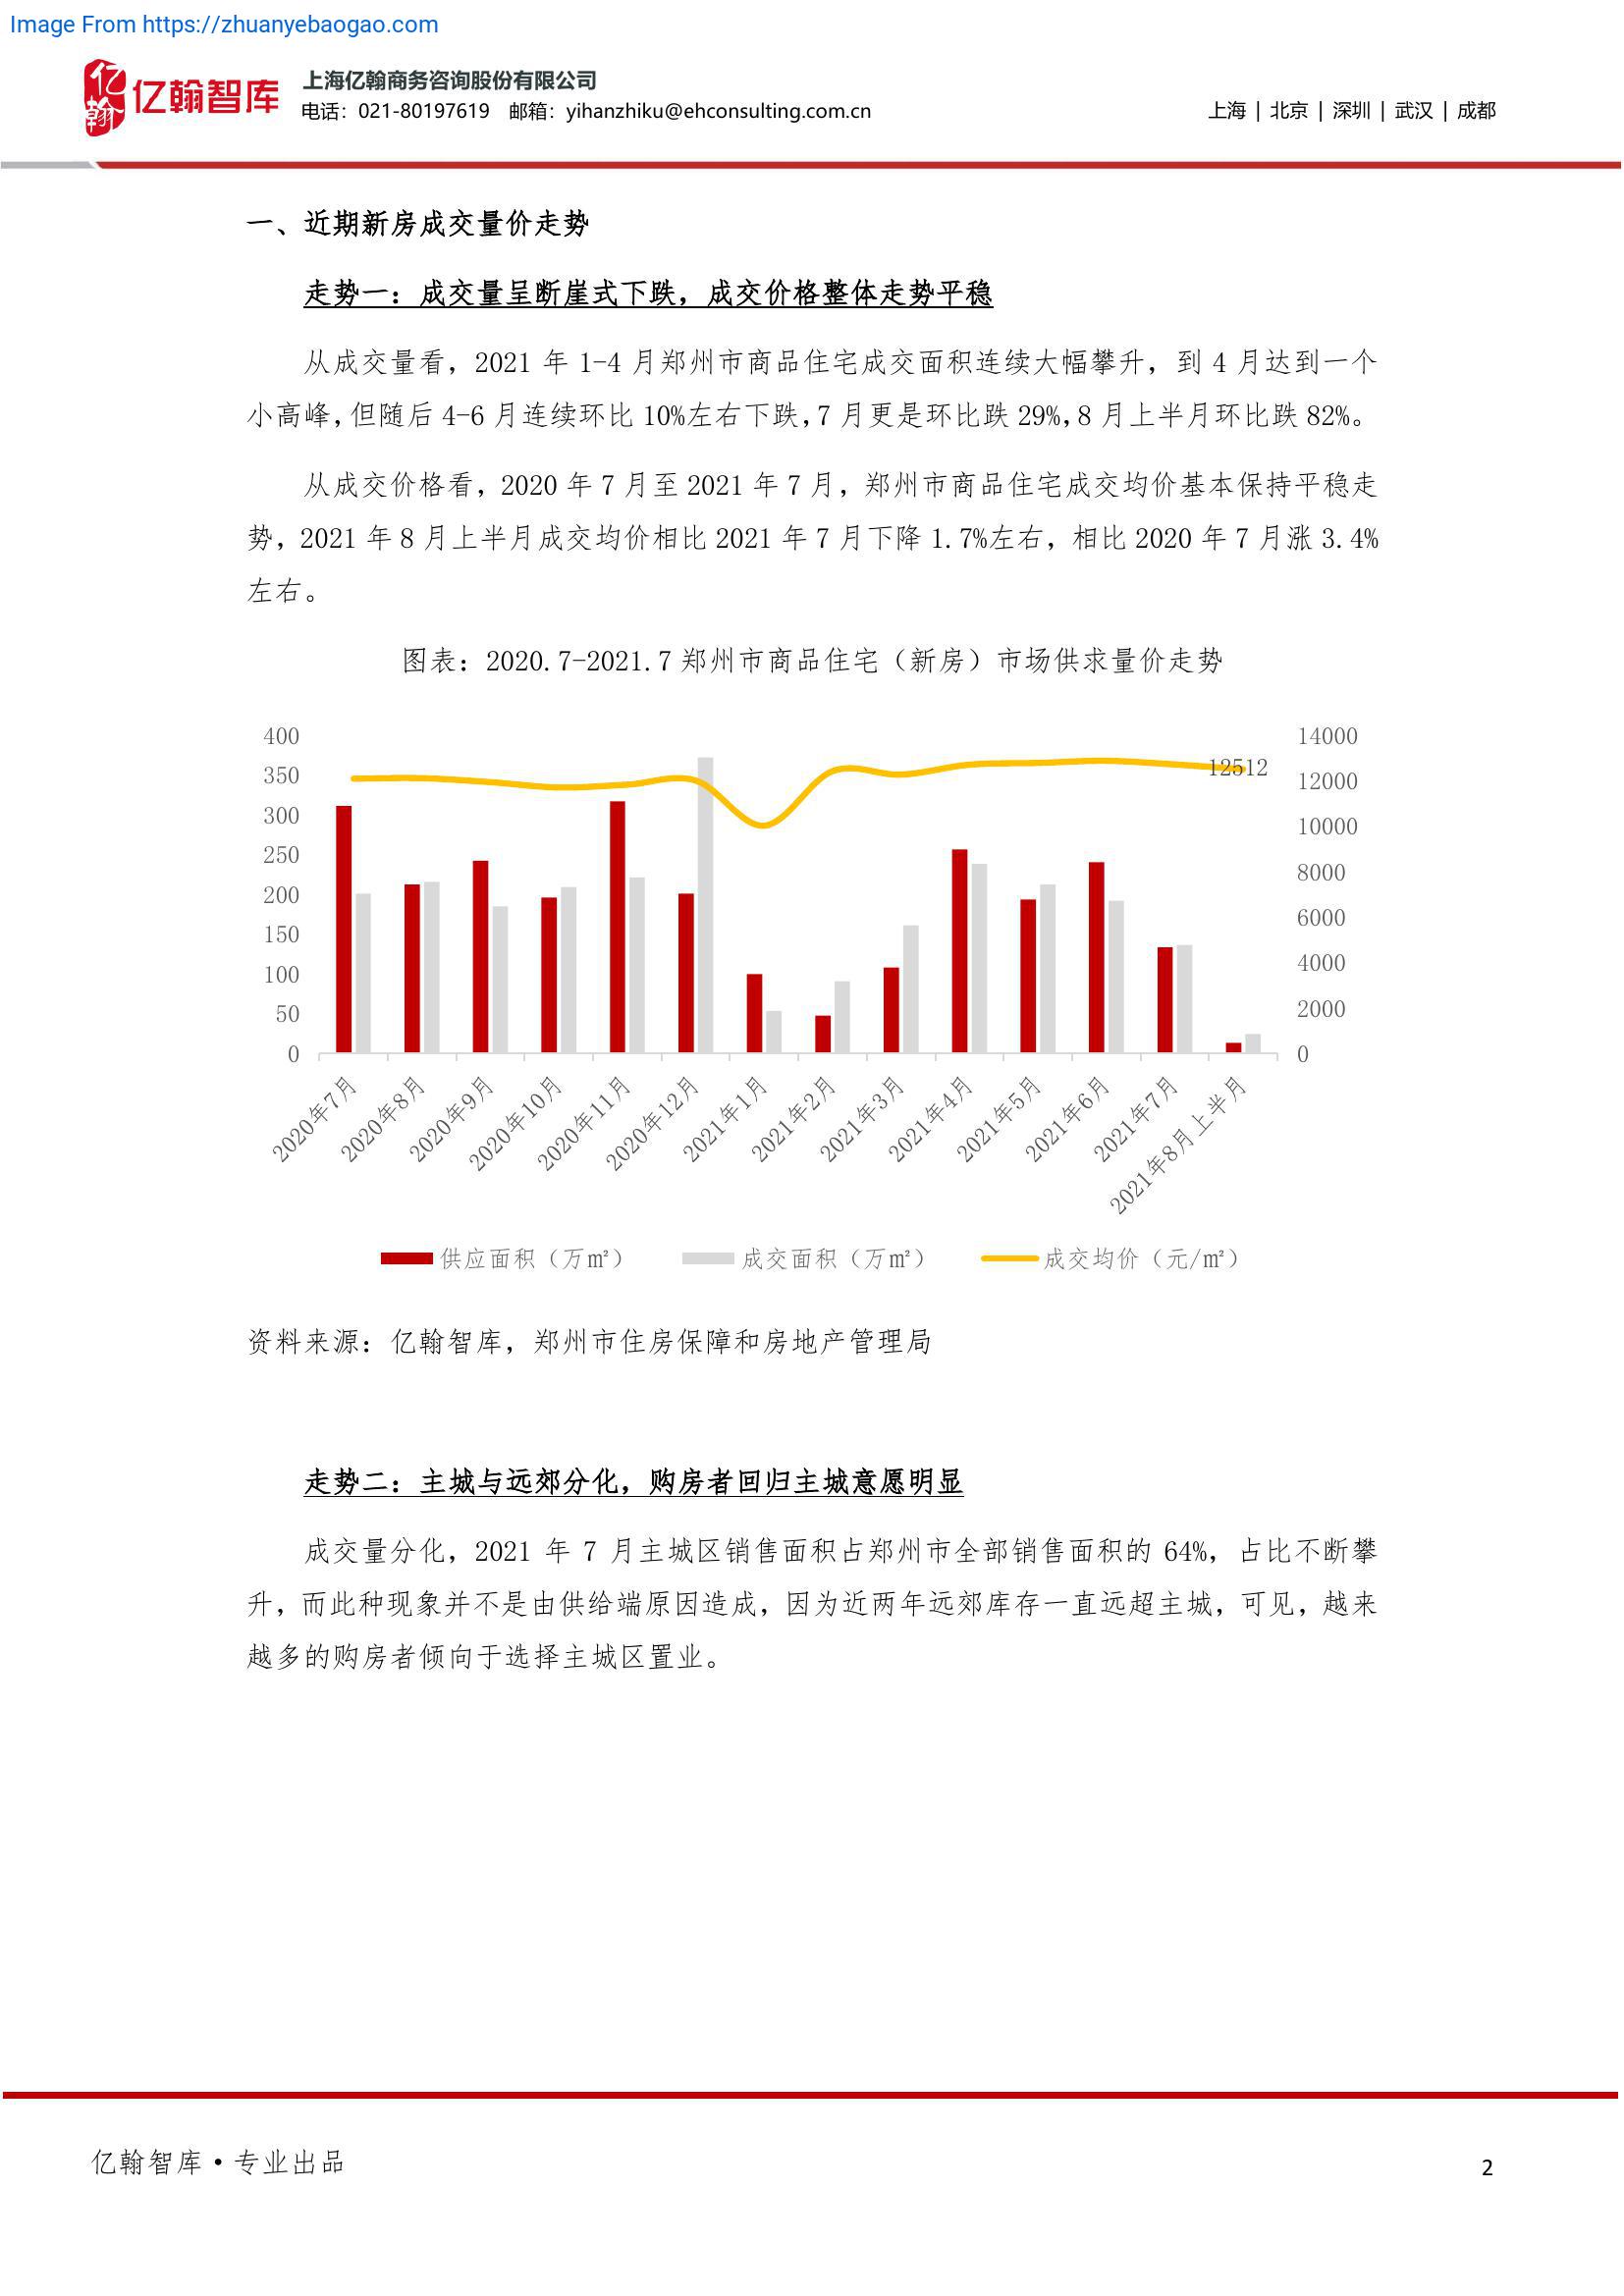 Image From https://zhuanyebaogao.com
亿翰
亿翰智库
上海亿翰商务咨询股份有限公司
电话：021-80197619 邮箱：yihanzhiku@ehconsulting.com.cn
上海 | 北京 | 深圳 | 武汉 | 成都
一、近期新房成交量价走势
走势一：成交量呈断崖式下跌，成交价格整体走势平稳
从成交量看，2021 年 1-4 月郑州市商品住宅成交面积连续大幅攀升，到 4 月达到一个
小高峰，但随后 4-6 月连续环比 10%左右下跌，7 月更是环比跌 29%，8 月上半月环比跌 82%。
从成交价格看，2020 年 7 月至 2021 年 7 月，郑州市商品住宅成交均价基本保持平稳走
势，2021 年 8 月上半月成交均价相比 2021 年 7 月下降 1.7%左右，相比 2020 年 7 月涨 3.4%
左右。
图表：2020.7-2021.7 郑州市商品住宅（新房）市场供求量价走势
400
350
300
250
200
150
100
50
0
14000
12000
10000
8000
6000
4000
2000
0
12512
2020年7月
2020年8月
2020年9月
2020年10月
2020年11月
2020年12月
2021年1月
2021年2月
2021年3月
2021年4月
2021年5月
2021年6月
2021年7月
2021年8月上半月
供应面积（万㎡） 成交面积（万㎡） 成交均价（元/㎡）
资料来源：亿翰智库，郑州市住房保障和房地产管理局
走势二：主城与远郊分化，购房者回归主城意愿明显
成交量分化，2021 年 7 月主城区销售面积占郑州市全部销售面积的 64%，占比不断攀
升，而此种现象并不是由供给端原因造成，因为近两年远郊库存一直远超主城，可见，越来
越多的购房者倾向于选择主城区置业。
亿翰智库·专业出品
2